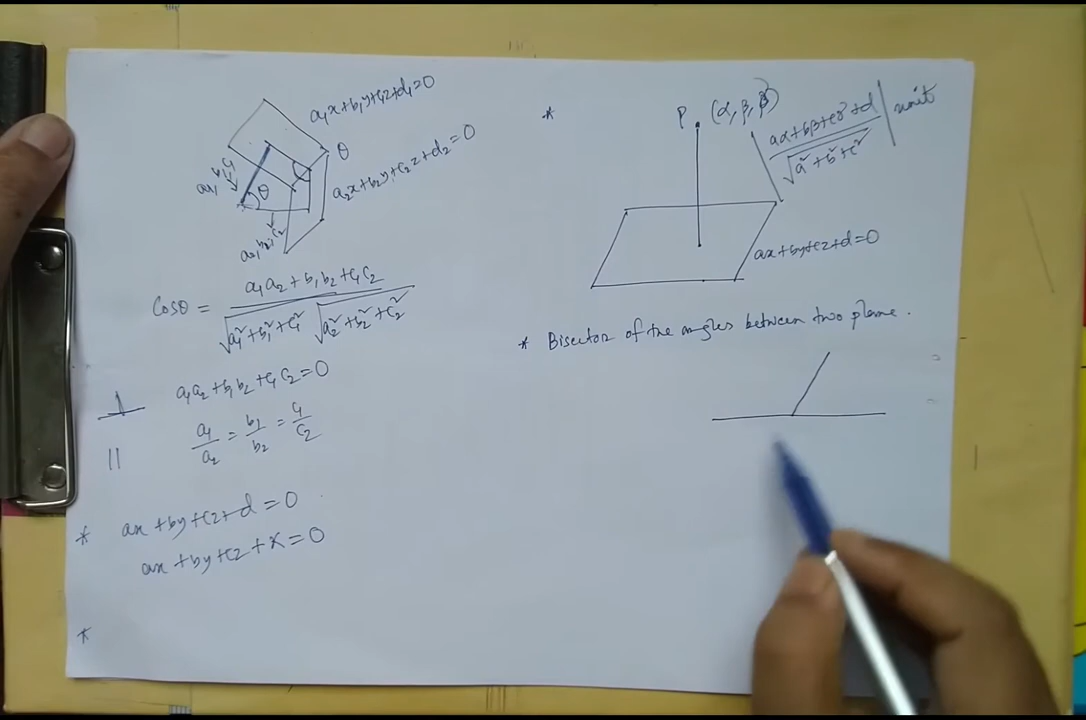 a₁x+b₁y+c₁z+d₁=0
θ
a₂x+b₂y+c₂z+d₂=0
a₁, b₁, c₁
θ
a₂, b₂, c₂
Cosθ = (a₁a₂+b₁b₂+c₁c₂) / (√(a₁²+b₁²+c₁²) √(a₂²+b₂²+c₂²))
⊥ a₁a₂+b₁b₂+c₁c₂=0
|| a₁/a₂ = b₁/b₂ = c₁/c₂
* ax+by+cz+d=0
ax+by+cz+K=0
*
* P (α, β, γ)
|(aα+bβ+cγ+d) / √(a²+b²+c²)| unit
ax+by+cz+d=0
* Bisector of the angles between two plane.